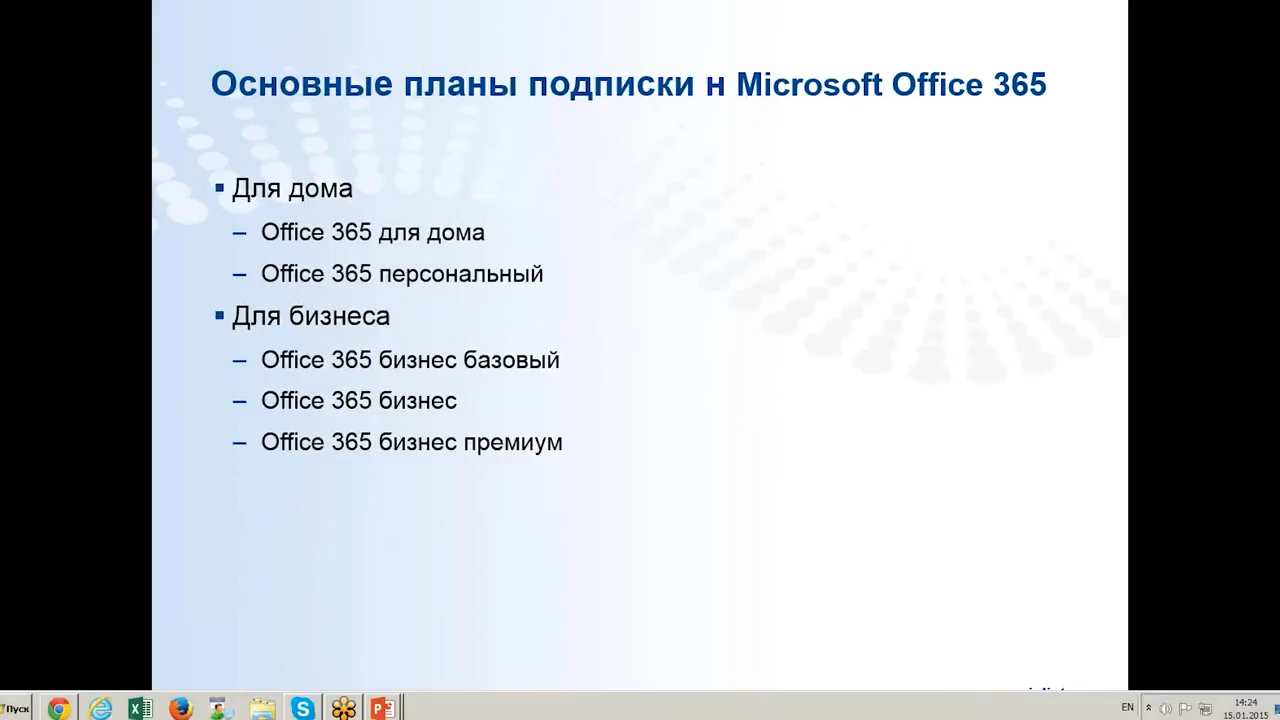 Основные планы подписки н Microsoft Office 365
Для дома
– Office 365 для дома
– Office 365 персональный
Для бизнеса
– Office 365 бизнес базовый
– Office 365 бизнес
– Office 365 бизнес премиум
Пуск
EN
14:24
15.01.2015